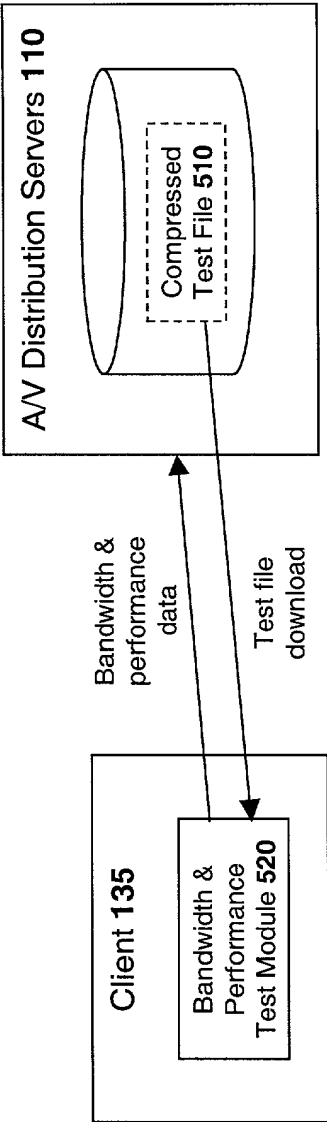 Client 135
Bandwidth &
Performance
Test Module 520
Bandwidth &
performance
data
Test file
download
A/V Distribution Servers 110
Compressed
Test File 510